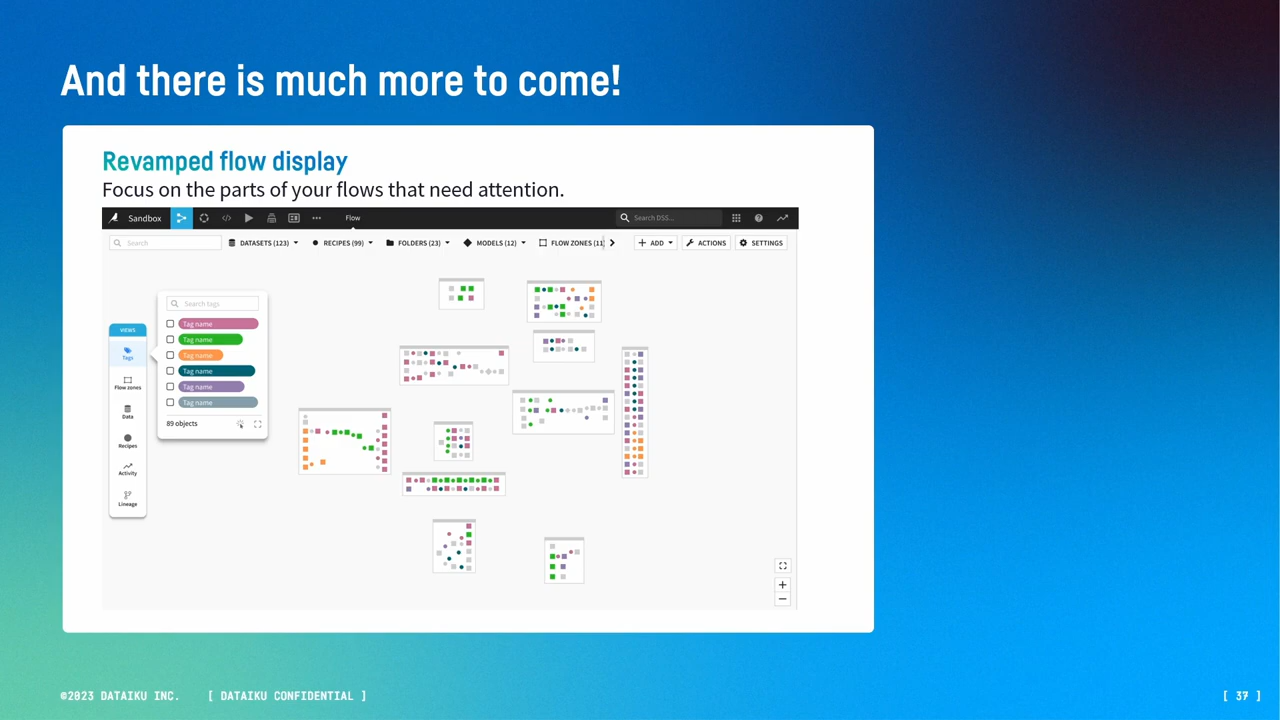 And there is much more to come!
Revamped flow display
Focus on the parts of your flows that need attention.
Sandbox
Flow
Search DSS...
Search
DATASETS (123)
RECIPES (99)
FOLDERS (23)
MODELS (12)
FLOW ZONES (11
ADD
ACTIONS
SETTINGS
Search tags
VIEWS
Tag name
Tag name
Tags
Tag name
Tag name
Flow zones
Tag name
Tag name
Data
89 objects
Recipes
Activity
Lineage
©2023 DATAIKU INC. [ DATAIKU CONFIDENTIAL ]
[ 37 ]